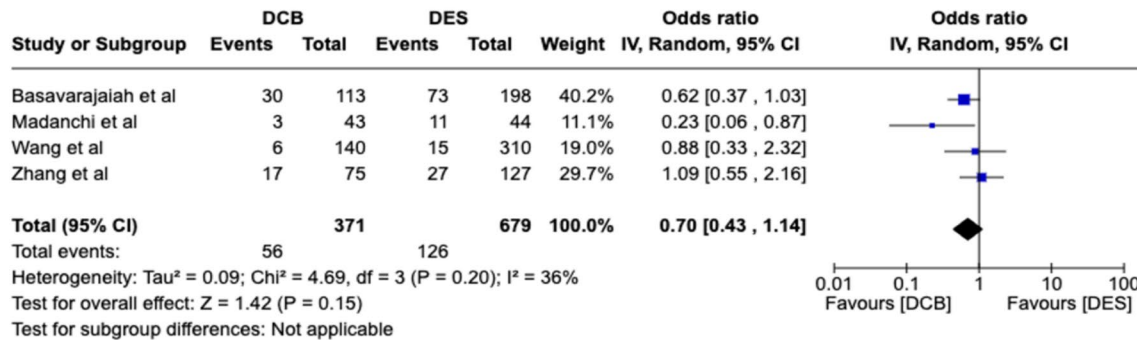 DCB DES Odds ratio Odds ratio
Study or Subgroup Events Total Events Total Weight IV, Random, 95% CI IV, Random, 95% CI
Basavarajaiah et al 30 113 73 198 40.2% 0.62 [0.37 , 1.03]
Madanchi et al 3 43 11 44 11.1% 0.23 [0.06 , 0.87]
Wang et al 6 140 15 310 19.0% 0.88 [0.33 , 2.32]
Zhang et al 17 75 27 127 29.7% 1.09 [0.55 , 2.16]
Total (95% CI) 371 679 100.0% 0.70 [0.43 , 1.14]
Total events: 56 126
Heterogeneity: Tau² = 0.09; Chi² = 4.69, df = 3 (P = 0.20); I² = 36%
Test for overall effect: Z = 1.42 (P = 0.15)
Test for subgroup differences: Not applicable
0.01 0.1 1 10 100
Favours [DCB] Favours [DES]